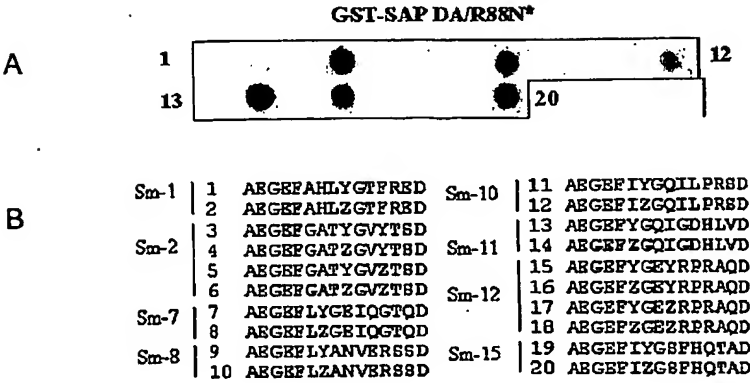 GST-SAP DA/R88N*
A
1
12
13
20
B
Sm-1 1 AEGEFAHLYGTFRED
2 AEGEFAHLZGTFRED
Sm-2 3 AEGEFGATYGVYTSD
4 AEGEFGATZGVYTSD
5 AEGEFGATYGVZTSD
6 AEGEFGATZGVZTSD
Sm-7 7 AEGEFLYGEIQGTQD
8 AEGEFLZGEIQGTQD
Sm-8 9 AEGEFLYANVERSSD
10 AEGEFLZANVERSSD
Sm-10 11 AEGEFIYGQILPRSD
12 AEGEFIZGQILPRSD
Sm-11 13 AEGEFYGQIGDHLVD
14 AEGEFZGQIGDHLVD
Sm-12 15 AEGEFYGEYRPRAQD
16 AEGEFZGEYRPRAQD
17 AEGEFYGEZRPRAQD
18 AEGEFZGEZRPRAQD
Sm-15 19 AEGEFIYGSFHQTAD
20 AEGEFIZGSFHQTAD